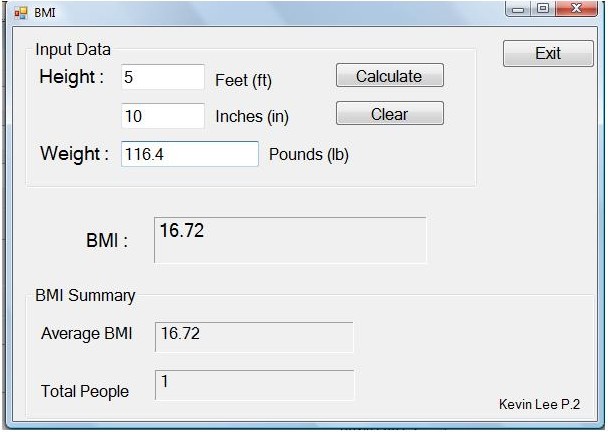 BMI
Input Data
Exit
Height : 5 Feet (ft) Calculate
10 Inches (in) Clear
Weight : 116.4 Pounds (lb)
BMI : 16.72
BMI Summary
Average BMI 16.72
Total People 1
Kevin Lee P.2